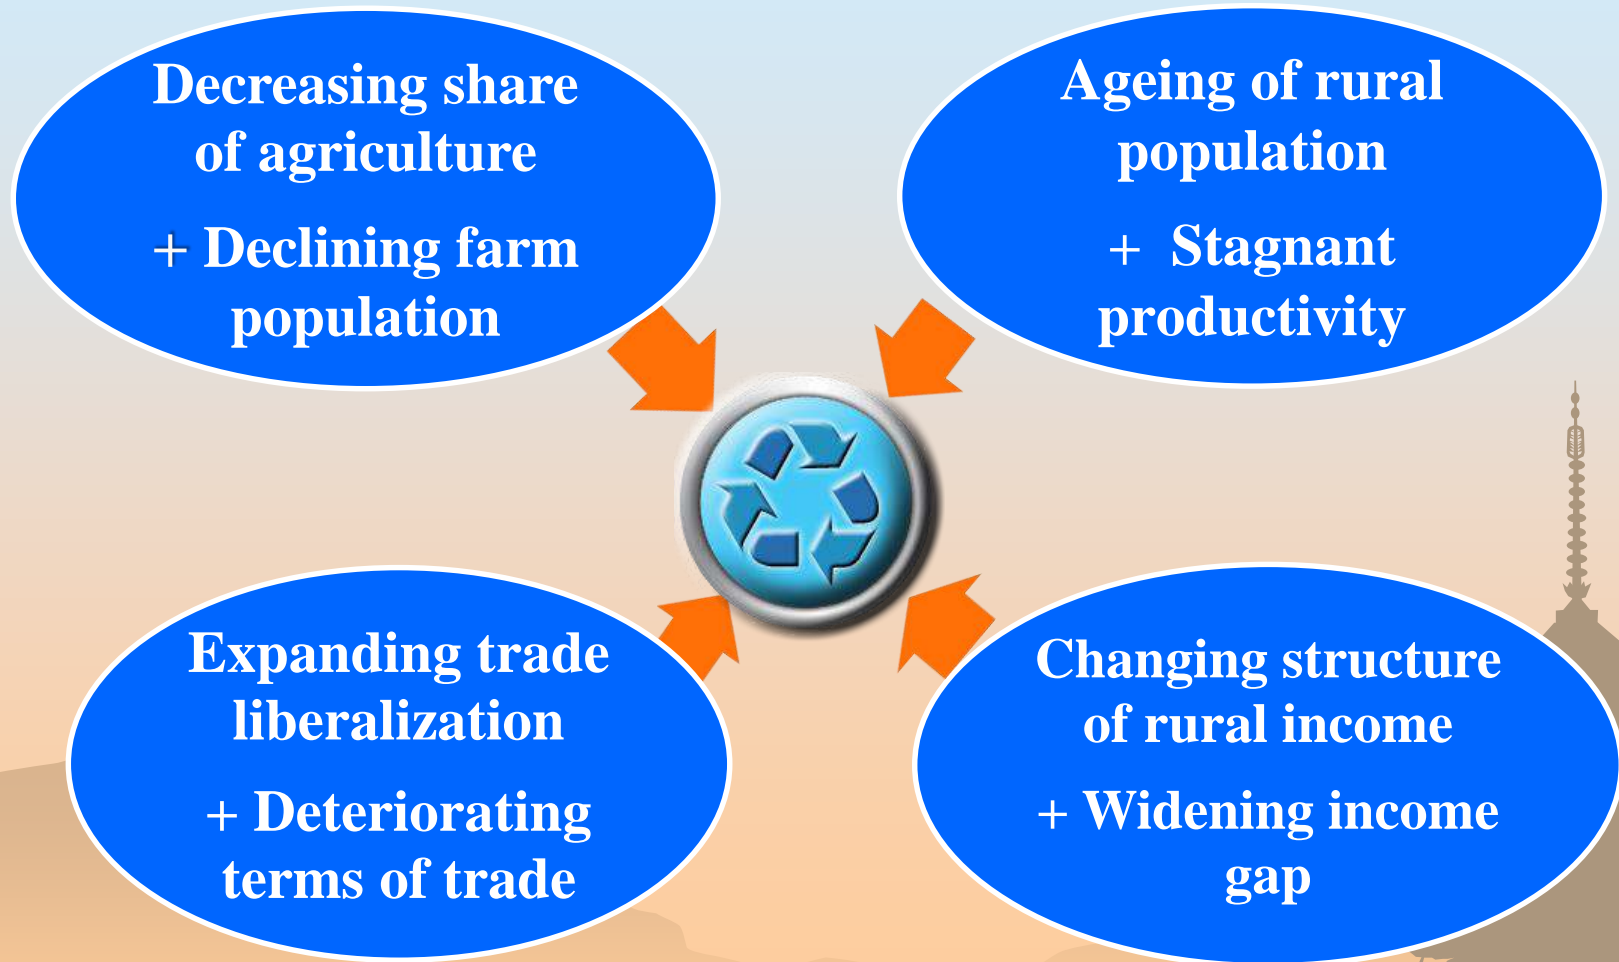 Decreasing share
of agriculture
+ Declining farm
population
Ageing of rural
population
+ Stagnant
productivity
Expanding trade
liberalization
+ Deteriorating
terms of trade
Changing structure
of rural income
+ Widening income
gap